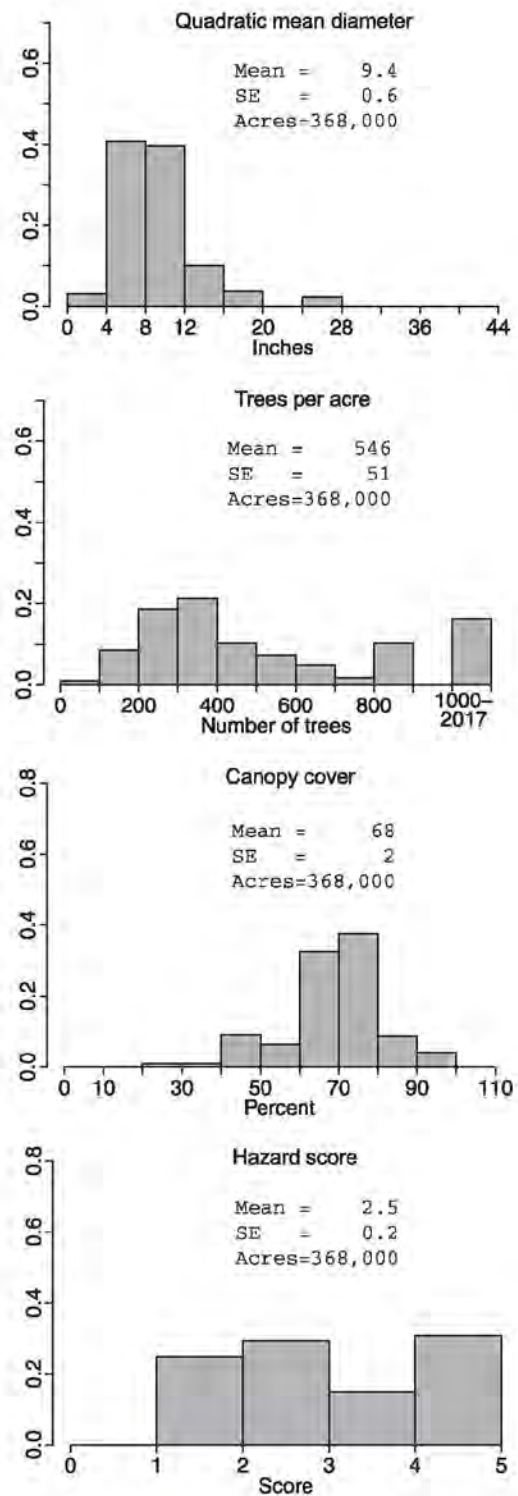 Quadratic mean diameter
Mean = 9.4
SE = 0.6
Acres=368,000
0.6
0.4
0.2
0.0
0 4 8 12 20 28 36 44
Inches
Trees per acre
Mean = 546
SE = 51
Acres=368,000
0.6
0.4
0.2
0.0
0 200 400 600 800 1000-
2017
Number of trees
Canopy cover
Mean = 68
SE = 2
Acres=368,000
0.8
0.6
0.4
0.2
0.0
0 10 30 50 70 90 110
Percent
Hazard score
Mean = 2.5
SE = 0.2
Acres=368,000
0.8
0.6
0.4
0.2
0.0
0 1 2 3 4 5
Score